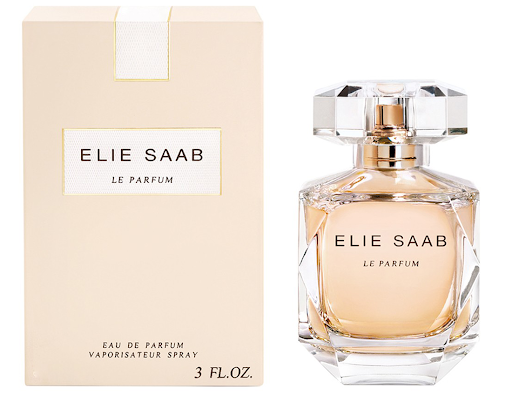 ELIE SAAB
LE PARFUM
EAU DE PARFUM
VAPORISATEUR SPRAY
3 FL.OZ.
ELIE SAAB
LE PARFUM